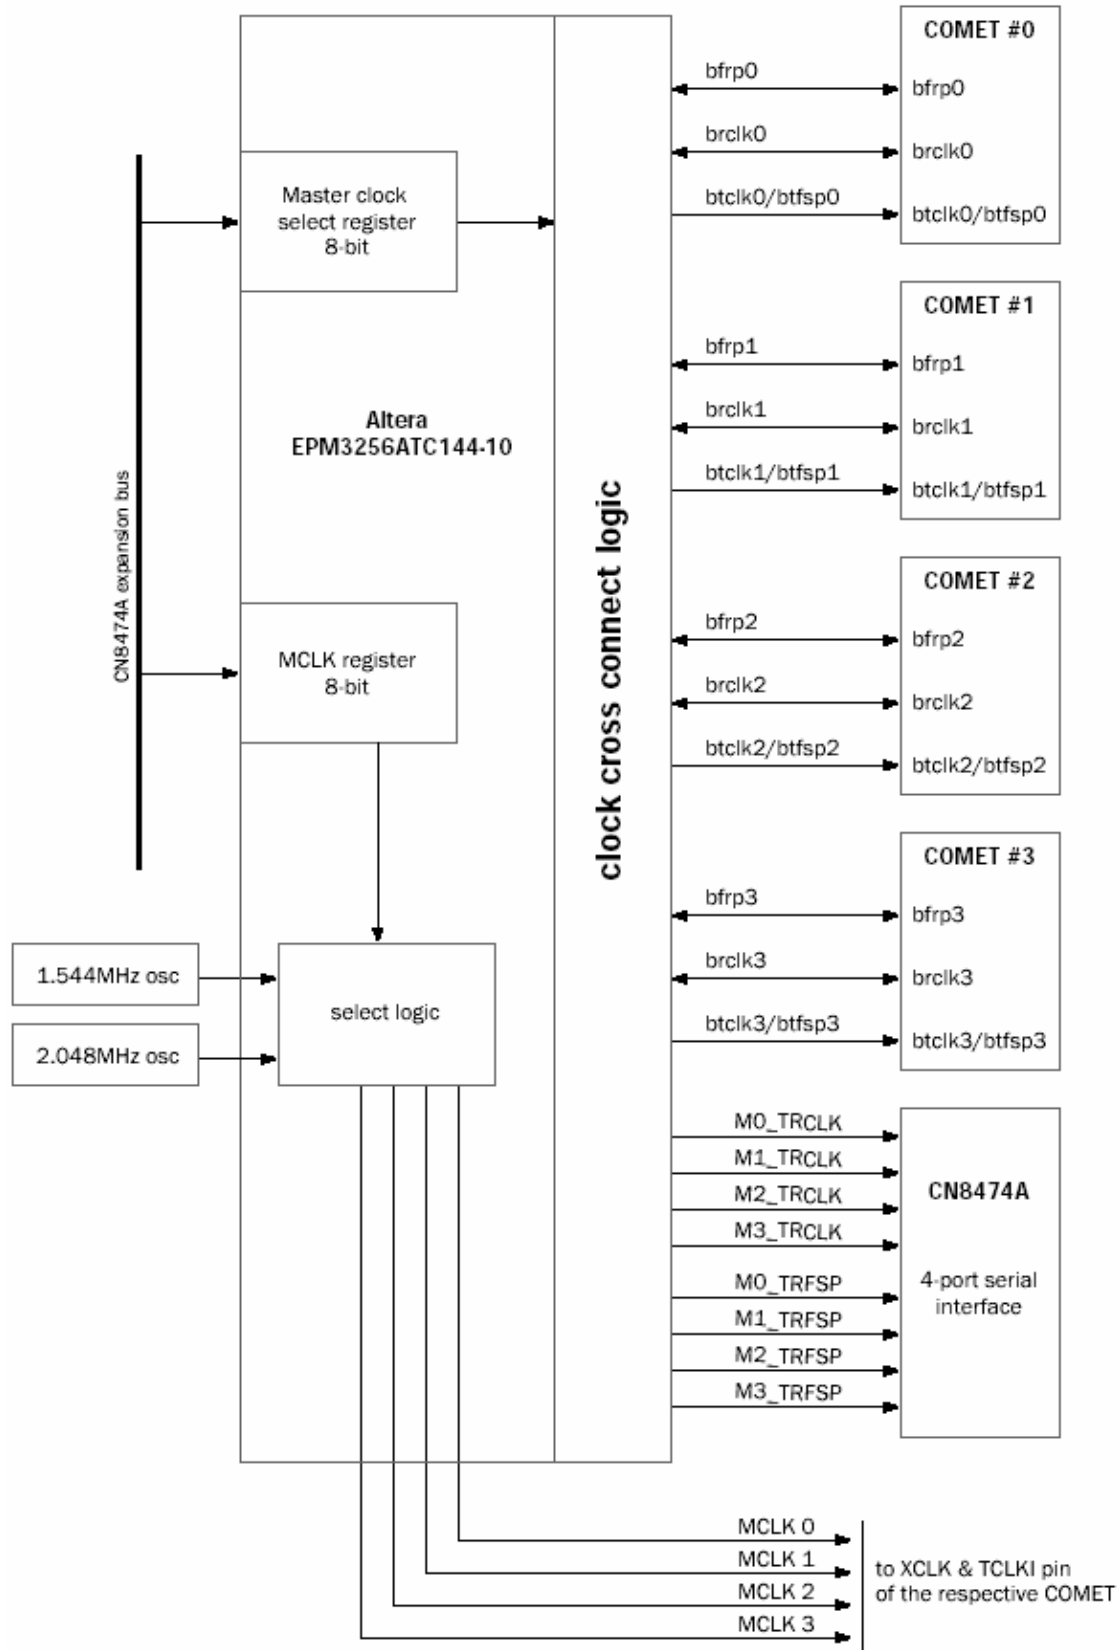 COMET #0
bfrp0
bfrp0
brclk0
brclk0
btclk0/btfsp0
btclk0/btfsp0
Master clock
select register
8-bit
COMET #1
bfrp1
bfrp1
brclk1
brclk1
btclk1/btfsp1
btclk1/btfsp1
Altera
EPM3256ATC144-10
CN8474A expansion bus
clock cross connect logic
COMET #2
bfrp2
bfrp2
brclk2
brclk2
btclk2/btfsp2
btclk2/btfsp2
MCLK register
8-bit
COMET #3
bfrp3
bfrp3
brclk3
brclk3
btclk3/btfsp3
btclk3/btfsp3
1.544MHz osc
2.048MHz osc
select logic
M0_TRCLK
M1_TRCLK
M2_TRCLK
M3_TRCLK
M0_TRFSP
M1_TRFSP
M2_TRFSP
M3_TRFSP
CN8474A
4-port serial
interface
MCLK 0
MCLK 1
MCLK 2
MCLK 3
to XCLK & TCLKI pin
of the respective COMET